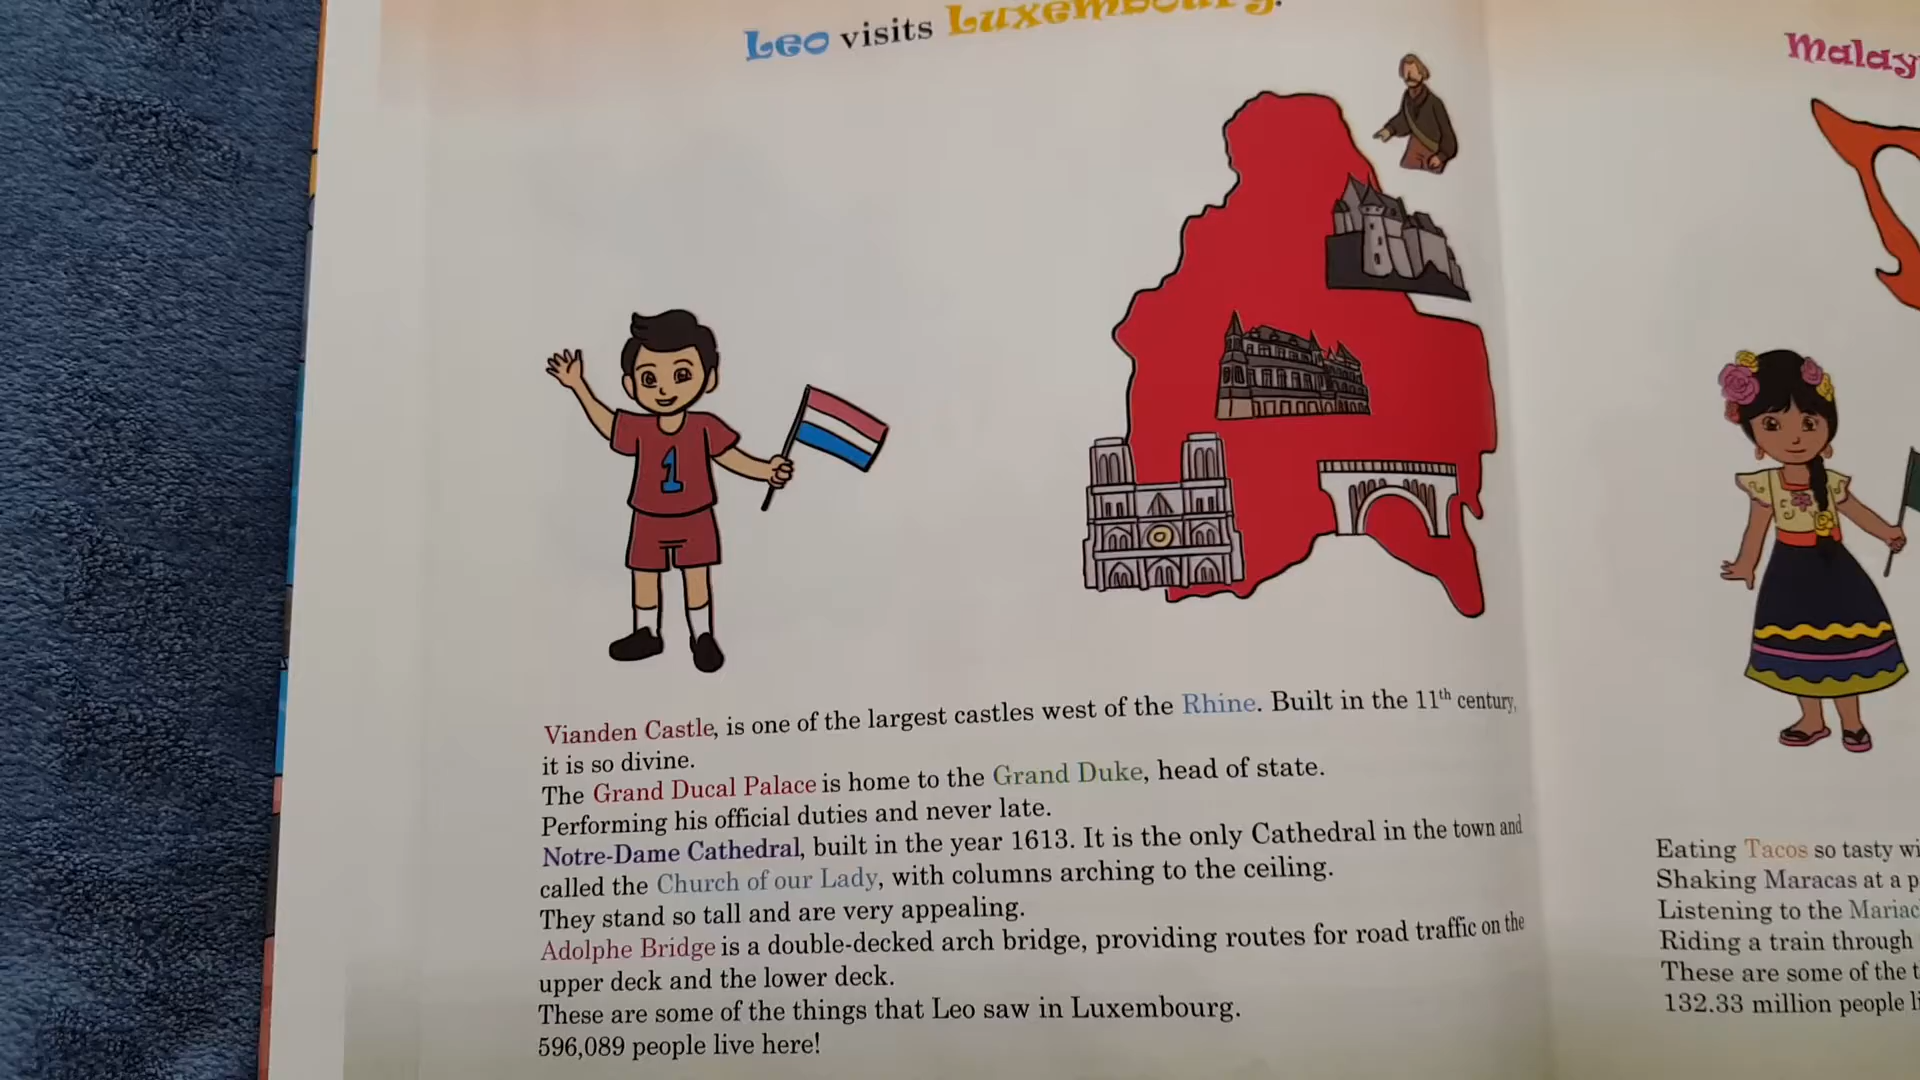 Leo visits Luxembourg.
1
Vianden Castle, is one of the largest castles west of the Rhine. Built in the 11th century,
it is so divine.
The Grand Ducal Palace is home to the Grand Duke, head of state.
Performing his official duties and never late.
Notre-Dame Cathedral, built in the year 1613. It is the only Cathedral in the town and
called the Church of our Lady, with columns arching to the ceiling.
They stand so tall and are very appealing.
Adolphe Bridge is a double-decked arch bridge, providing routes for road traffic on the
upper deck and the lower deck.
These are some of the things that Leo saw in Luxembourg.
596,089 people live here!
Eating Tacos so tasty
Shaking Maracas at a
Listening to the
Riding a train through
These are some of the
132.33 million people